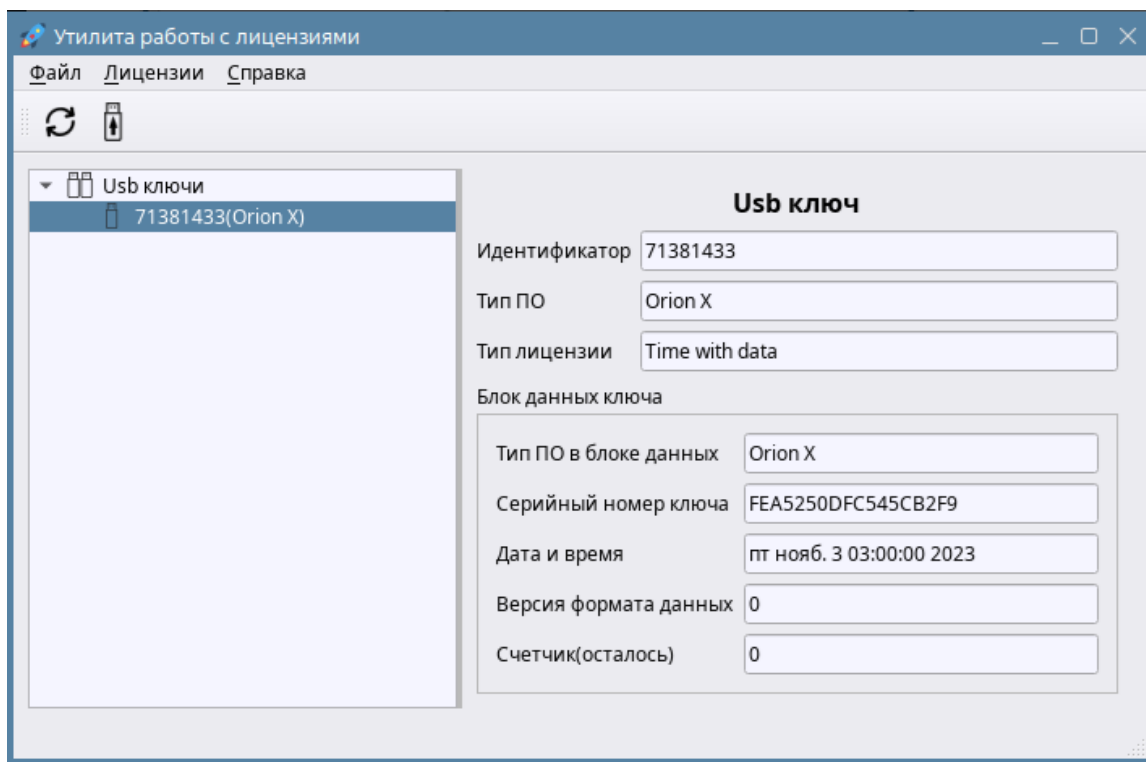 Утилита работы с лицензиями
Файл Лицензии Справка
Usb ключи
71381433(Orion X)
Usb ключ
Идентификатор 71381433
Тип ПО Orion X
Тип лицензии Time with data
Блок данных ключа
Тип ПО в блоке данных Orion X
Серийный номер ключа FEA5250DFC545CB2F9
Дата и время пт нояб. 3 03:00:00 2023
Версия формата данных 0
Счетчик(осталось) 0